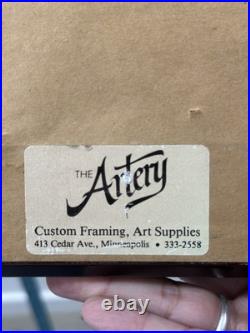 THE
Artery
Custom Framing, Art Supplies
413 Cedar Ave., Minneapolis • 333-2558